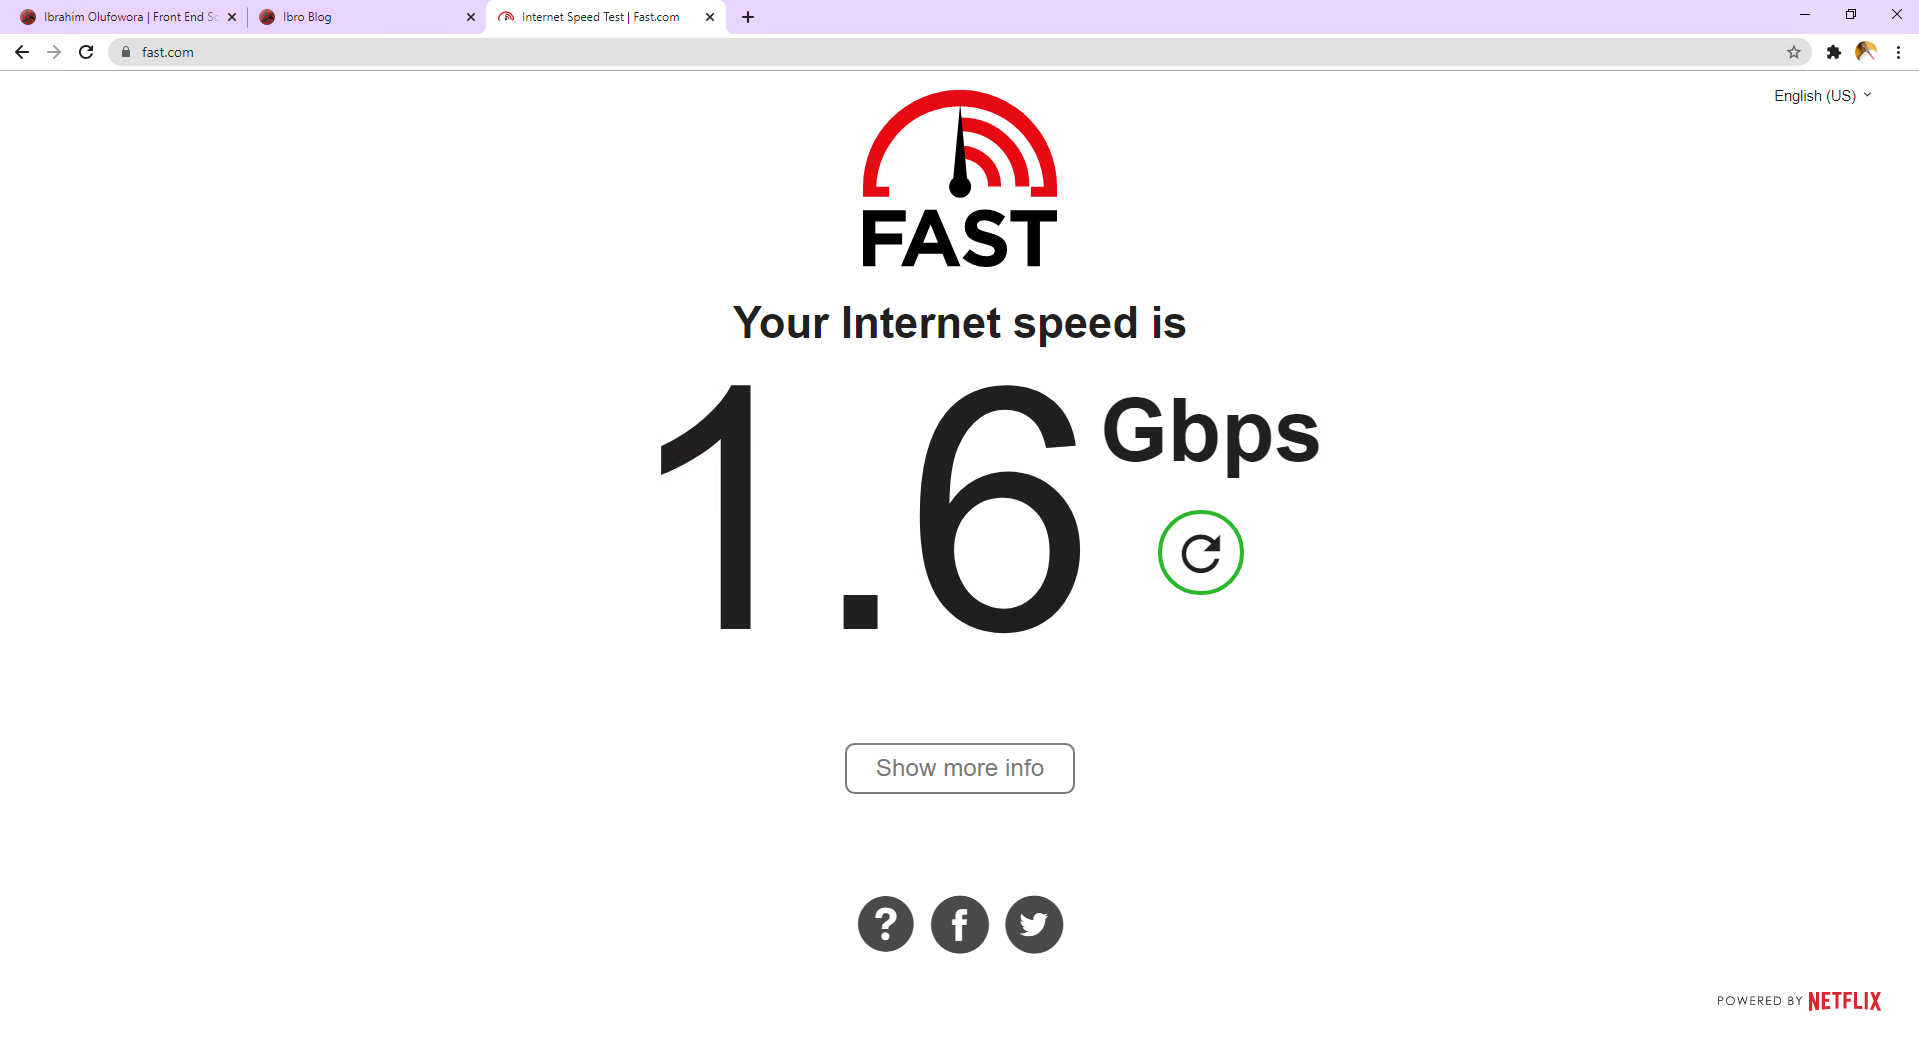 Ibrahim Olufowora | Front End Sc
Ibro Blog
Internet Speed Test | Fast.com
fast.com
English (US)
FAST
Your Internet speed is
1.6 Gbps
Show more info
?
f
POWERED BY NETFLIX